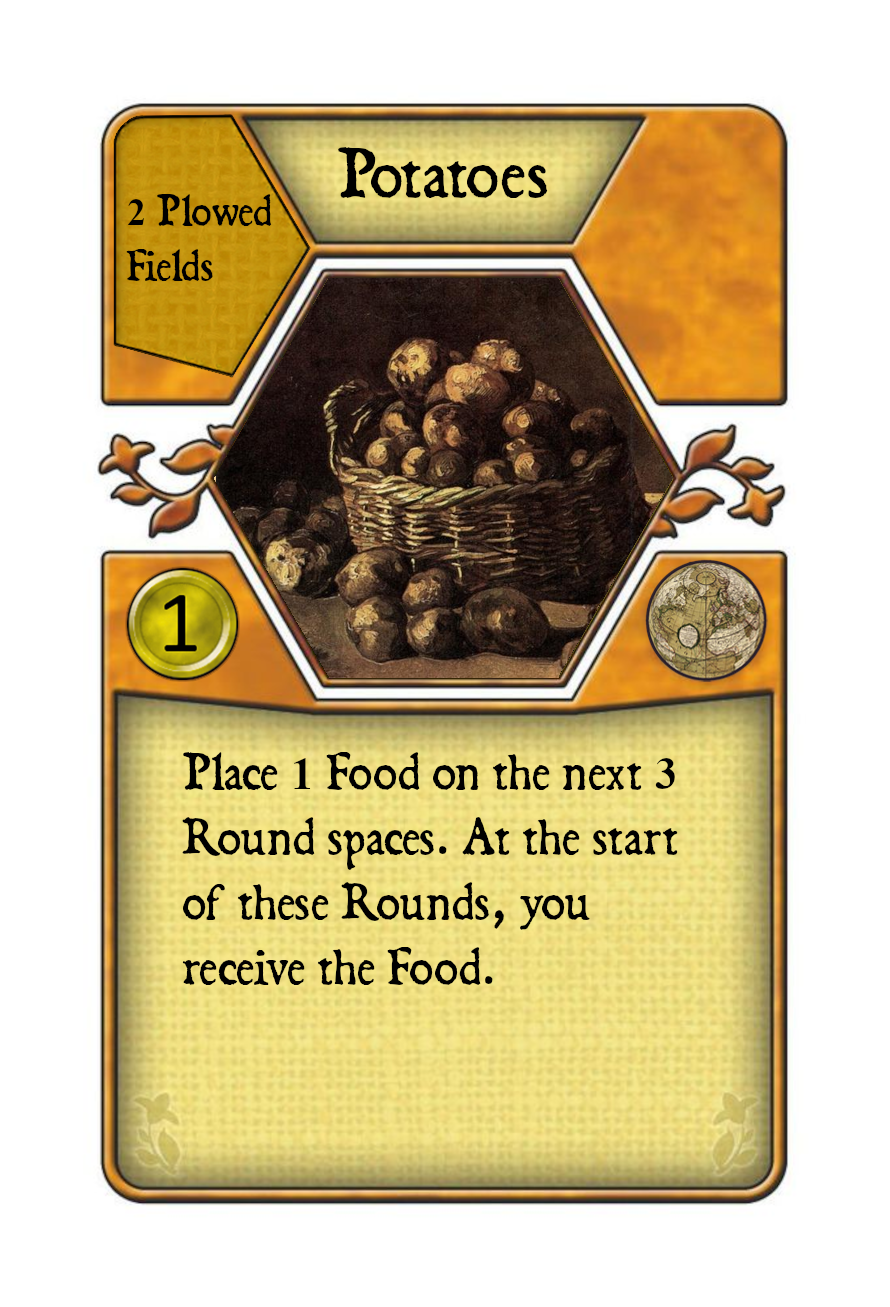 Potatoes
2 Plowed
Fields
1
Place 1 Food on the next 3
Round spaces. At the start
of these Rounds, you
receive the Food.